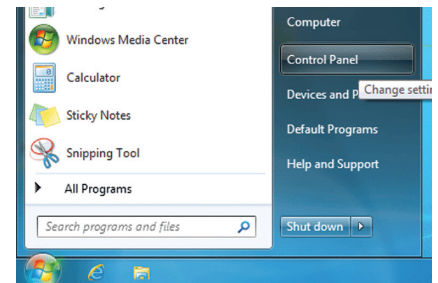 Windows Media Center
Calculator
Sticky Notes
Snipping Tool
All Programs
Search programs and files
Computer
Control Panel
Change
Devices and
Default Programs
Help and Support
Shut down